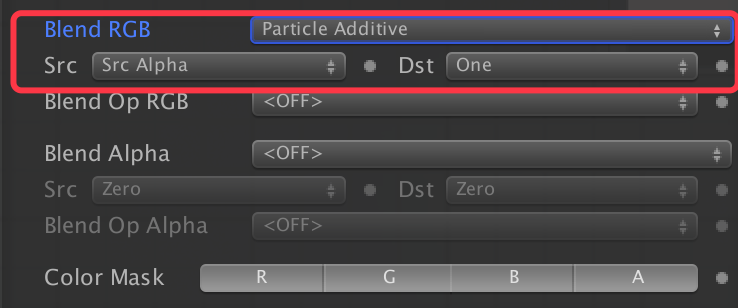 Blend RGB Particle Additive
Src Src Alpha Dst One
Blend Op RGB <OFF>
Blend Alpha <OFF>
Src Zero Dst Zero
Blend Op Alpha <OFF>
Color Mask R G B A